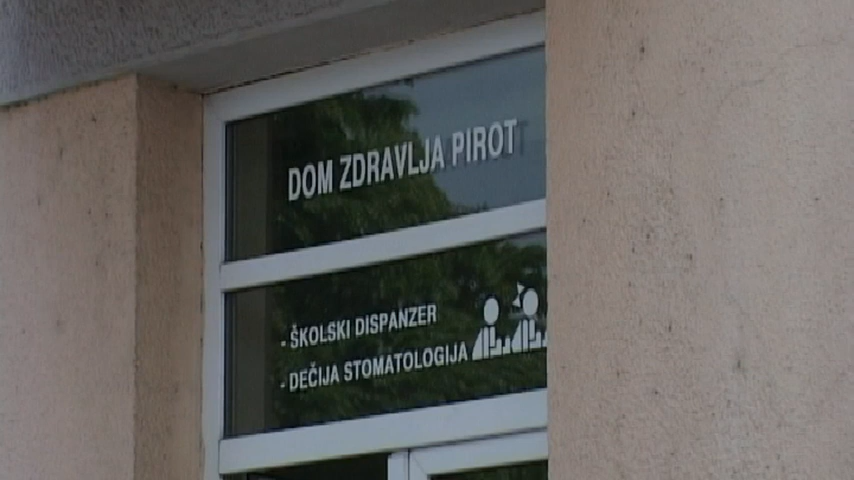 DOM ZDRAVLJA PIROT
- ŠKOLSKI DISPANZER
- DEČIJA STOMATOLOGIJA